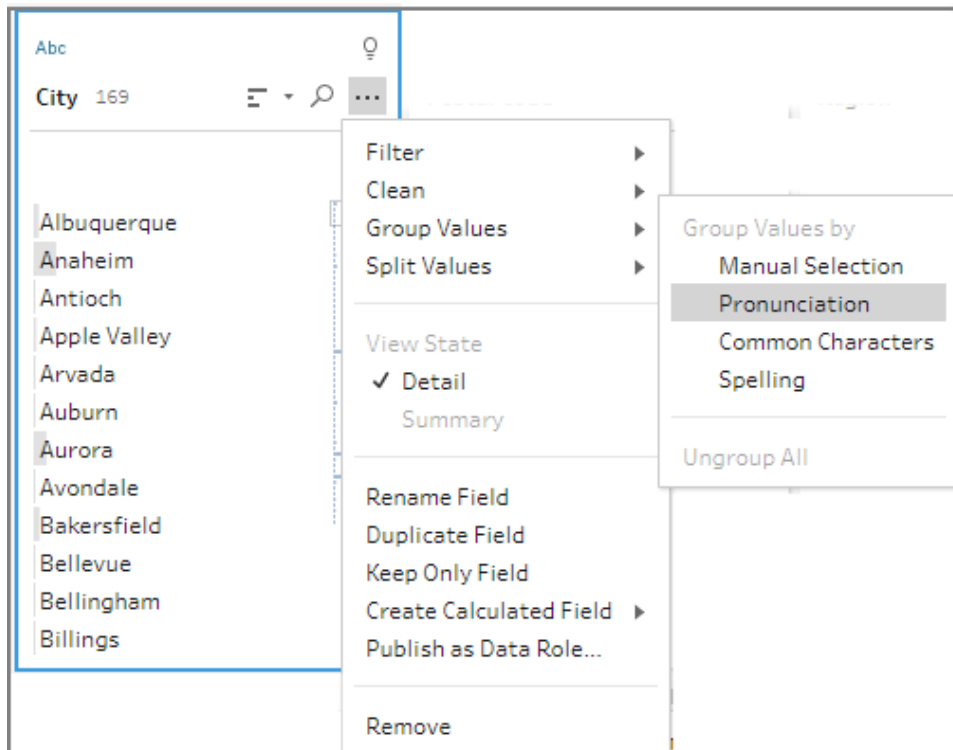 Abc
City 169 ...
Filter
Clean
Group Values
Split Values
View State
✓ Detail
Summary
Rename Field
Duplicate Field
Keep Only Field
Create Calculated Field
Publish as Data Role...
Remove
Group Values by
Manual Selection
Pronunciation
Common Characters
Spelling
Ungroup All
Albuquerque
Anaheim
Antioch
Apple Valley
Arvada
Auburn
Aurora
Avondale
Bakersfield
Bellevue
Bellingham
Billings